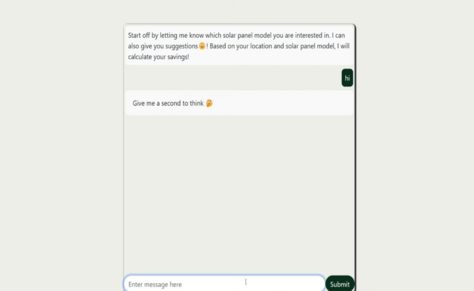 Start off by letting me know which solar panel model you are interested in. I can
also give you suggestions😀! Based on your location and solar panel model, I will
calculate your savings!
hi
Give me a second to think 🤔
Enter message here
Submit